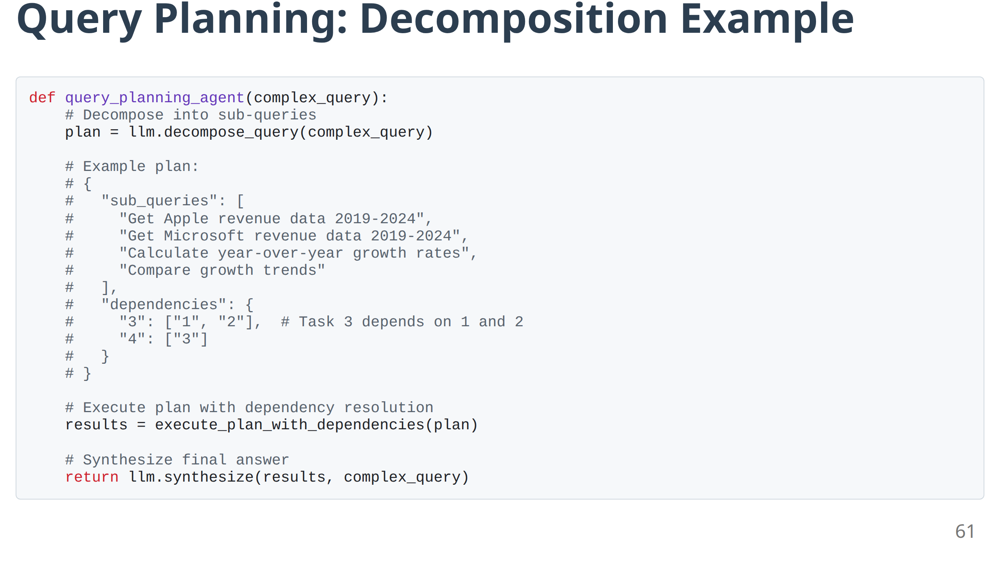 Query Planning: Decomposition Example
def query_planning_agent(complex_query):
    # Decompose into sub-queries
    plan = llm.decompose_query(complex_query)

    # Example plan:
    # {
    #   "sub_queries": [
    #     "Get Apple revenue data 2019-2024",
    #     "Get Microsoft revenue data 2019-2024",
    #     "Calculate year-over-year growth rates",
    #     "Compare growth trends"
    #   ],
    #   "dependencies": {
    #     "3": ["1", "2"],  # Task 3 depends on 1 and 2
    #     "4": ["3"]
    #   }
    # }

    # Execute plan with dependency resolution
    results = execute_plan_with_dependencies(plan)

    # Synthesize final answer
    return llm.synthesize(results, complex_query)
61